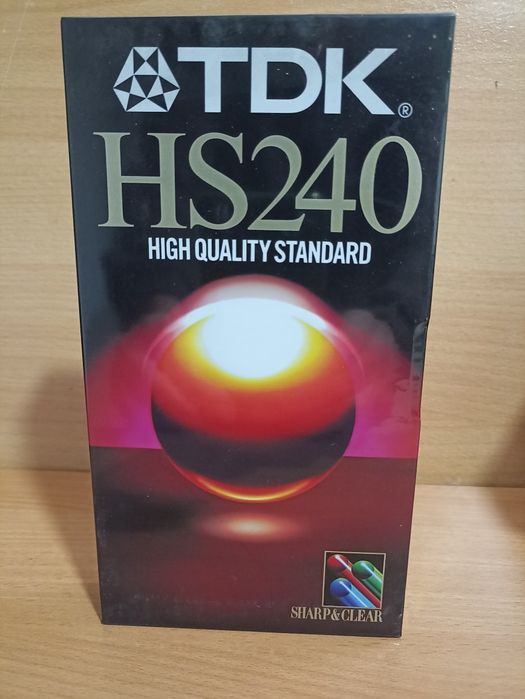 TDK®
HS240
HIGH QUALITY STANDARD
SHARP & CLEAR